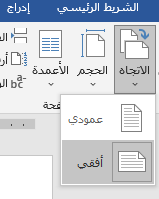 الشريط الرئيسي إدراج
الاتجاه الحجم الأعمدة
عمودي
أفقي